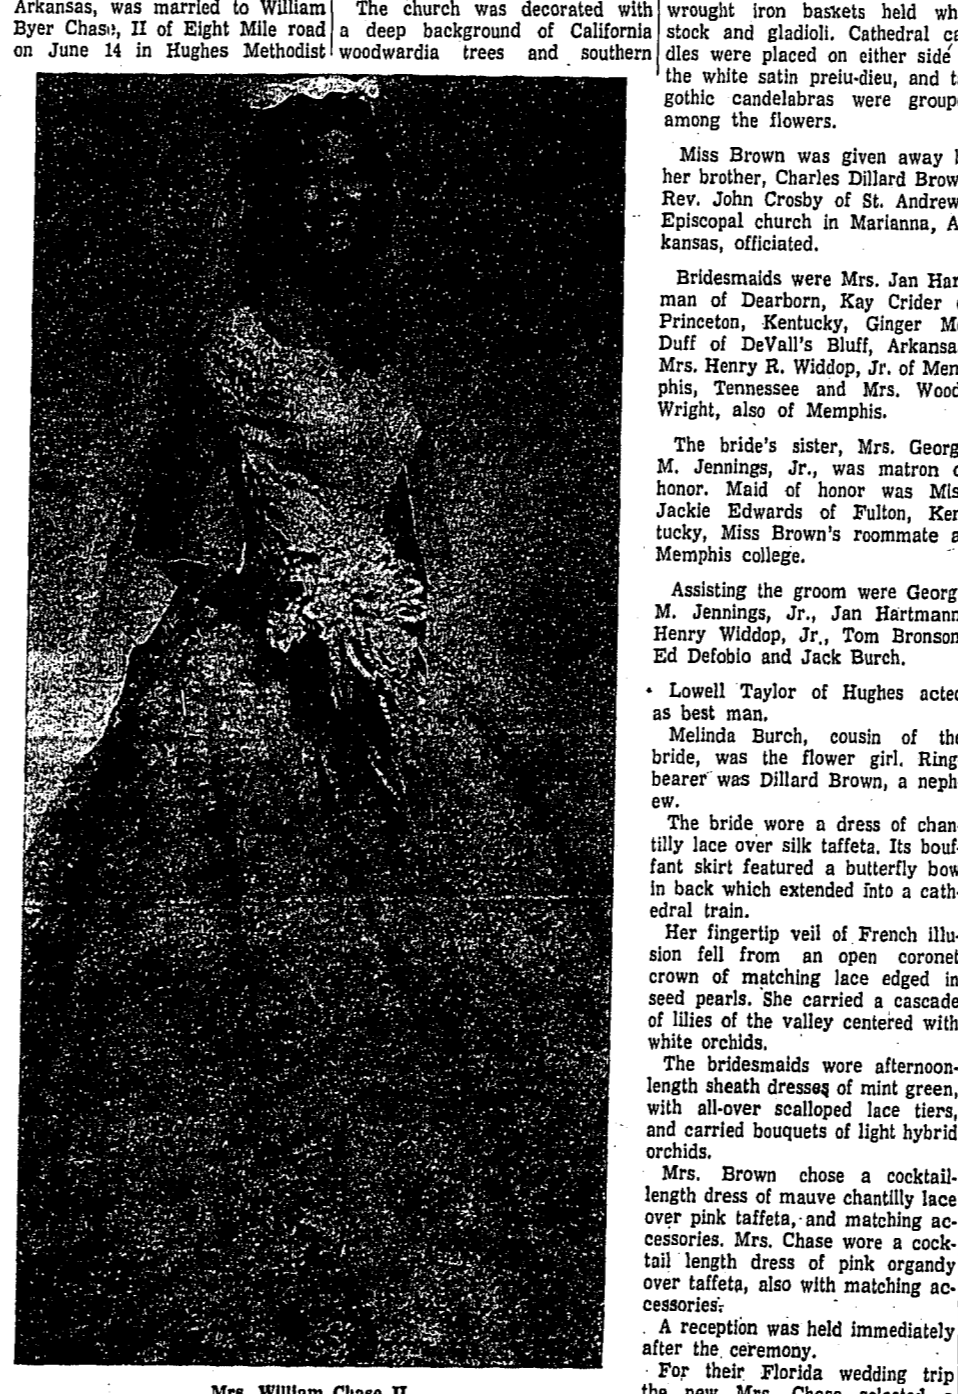 Arkansas, was married to William
Byer Chase, II of Eight Mile road
on June 14 in Hughes Methodist
The church was decorated with
a deep background of California
woodwardia trees and southern
wrought iron baskets held wh
stock and gladioli. Cathedral ca
dles were placed on either side
the white satin preiu-dieu, and t
gothic candelabras were group
among the flowers.
Miss Brown was given away
her brother, Charles Dillard Brow
Rev. John Crosby of St. Andrew
Episcopal church in Marianna, A
kansas, officiated.
Bridesmaids were Mrs. Jan Har
man of Dearborn, Kay Crider
Princeton, Kentucky, Ginger Mc
Duff of DeVall's Bluff, Arkansa
Mrs. Henry R. Widdop, Jr. of Mem
phis, Tennessee and Mrs. Wood
Wright, also of Memphis.
The bride's sister, Mrs. Georg
M. Jennings, Jr., was matron o
honor. Maid of honor was Mis
Jackie Edwards of Fulton, Ken
tucky, Miss Brown's roommate a
Memphis college.
Assisting the groom were Georg
M. Jennings, Jr., Jan Hartmann
Henry Widdop, Jr., Tom Bronson
Ed Defobio and Jack Burch.
Lowell Taylor of Hughes acted
as best man.
Melinda Burch, cousin of the
bride, was the flower girl. Ring
bearer was Dillard Brown, a neph-
ew.
The bride wore a dress of chan-
tilly lace over silk taffeta. Its bouf-
fant skirt featured a butterfly bow
in back which extended into a cath-
edral train.
Her fingertip veil of French illu-
sion fell from an open coronet
crown of matching lace edged in
seed pearls. She carried a cascade
of lilies of the valley centered with
white orchids.
The bridesmaids wore afternoon-
length sheath dresses of mint green,
with all-over scalloped lace tiers,
and carried bouquets of light hybrid
orchids.
Mrs. Brown chose a cocktail-
length dress of mauve chantilly lace
over pink taffeta, and matching ac-
cessories. Mrs. Chase wore a cock-
tail length dress of pink organdy
over taffeta, also with matching ac-
cessories.
A reception was held immediately
after the ceremony.
For their Florida wedding trip
the new Mrs. Chase selected a
Mrs. William Chase II